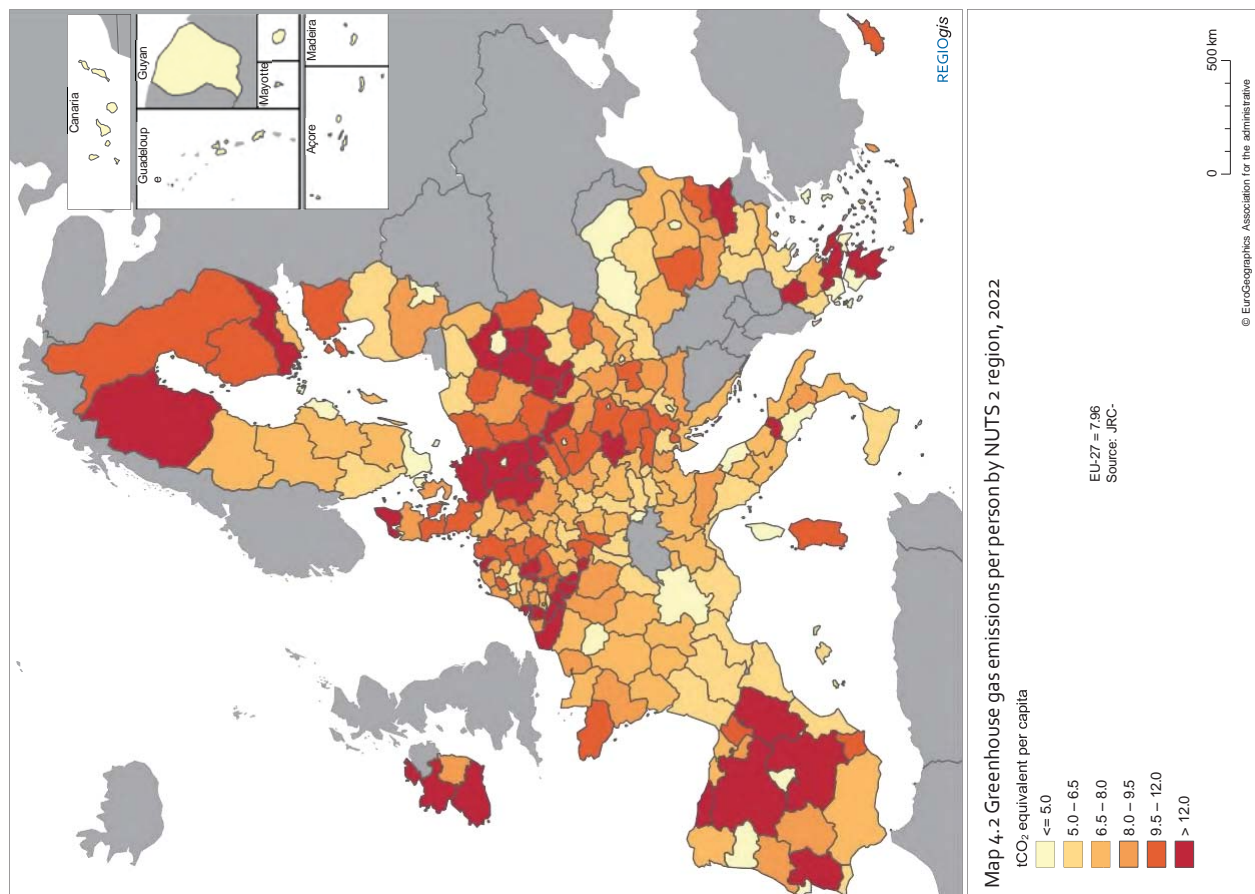 Canaria
Guadeloup
e
Guyan
Mayotte
Açore
Madeira
REGIOgis
Map 4.2 Greenhouse gas emissions per person by NUTS 2 region, 2022
tCO₂ equivalent per capita
<= 5.0
5.0 – 6.5
6.5 – 8.0
8.0 – 9.5
9.5 – 12.0
> 12.0
EU-27 = 7.96
Source: JRC-
0 500 km
© EuroGeographics Association for the administrative